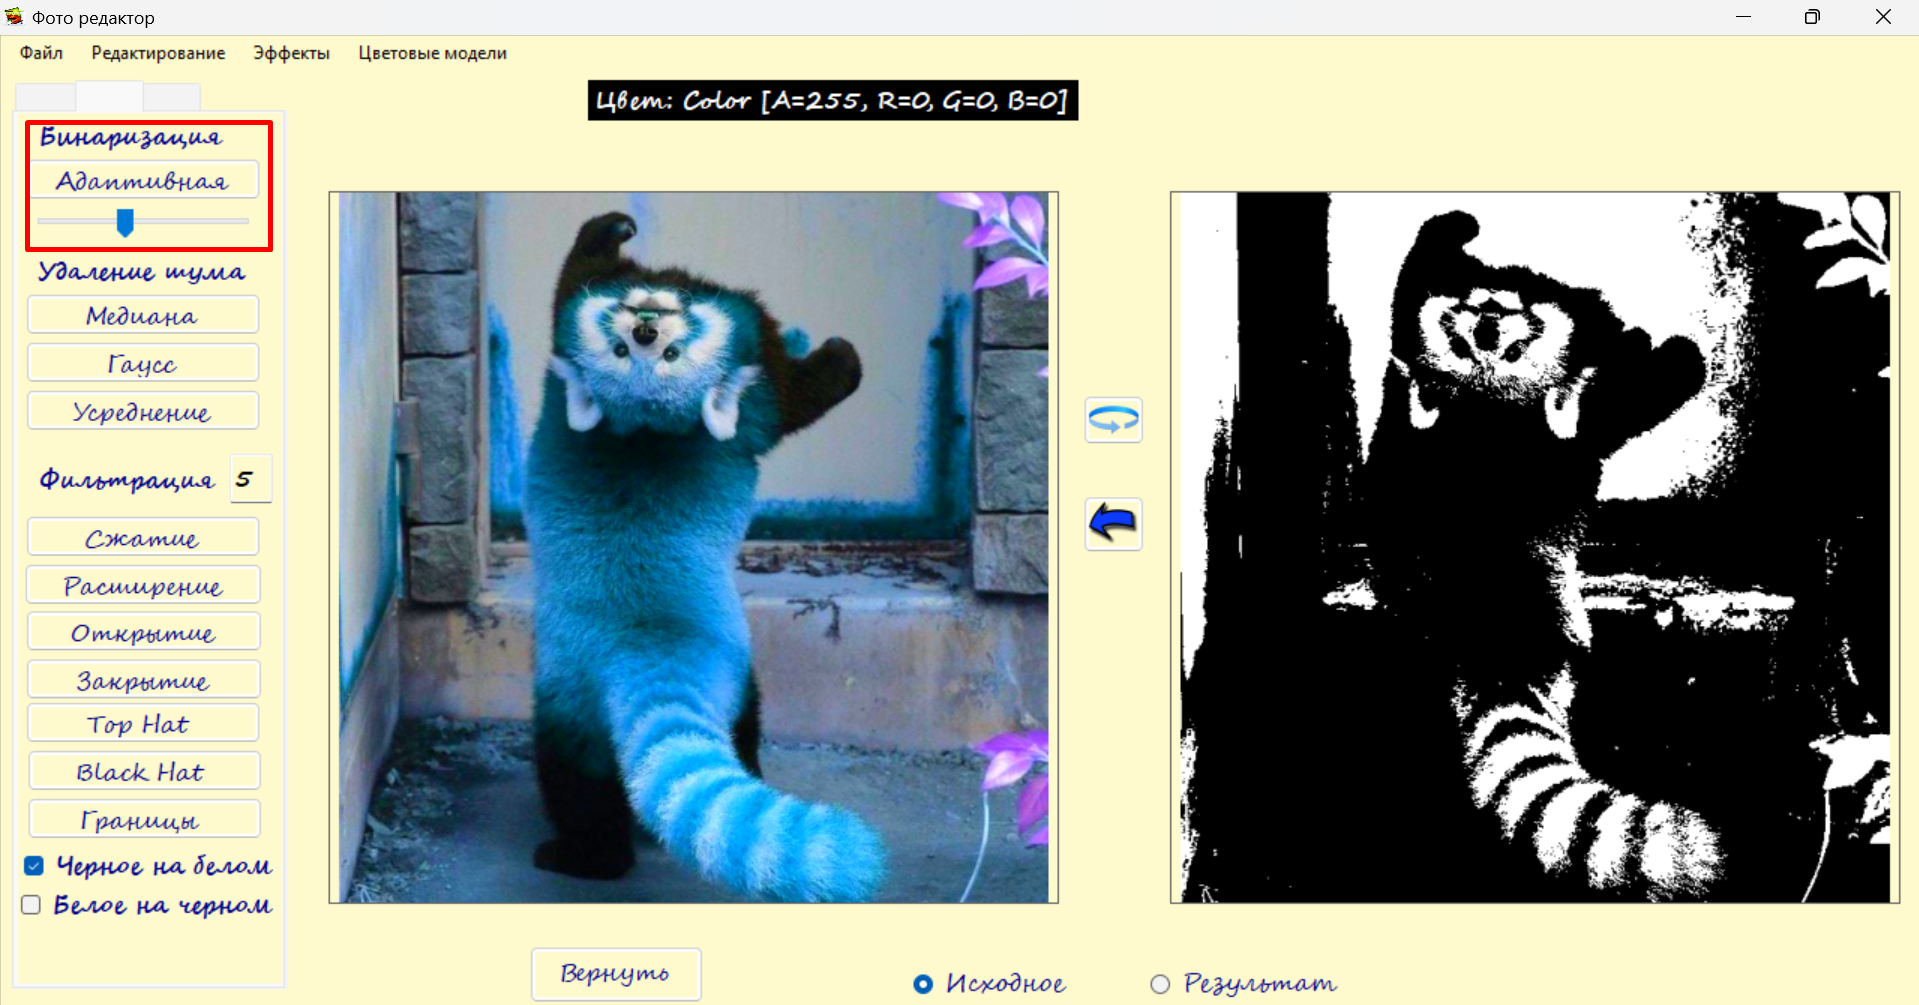 Фото редактор
Файл Редактирование Эффекты Цветовые модели
Цвет: Color [A=255, R=0, G=0, B=0]
Бинаризация
Адаптивная
Удаление шума
Медиана
Гаусс
Усреднение
Фильтрация 5
Сжатие
Расширение
Открытие
Закрытие
Top Hat
Black Hat
Границы
Черное на белом
Белое на черном
Вернуть
Исходное Результат